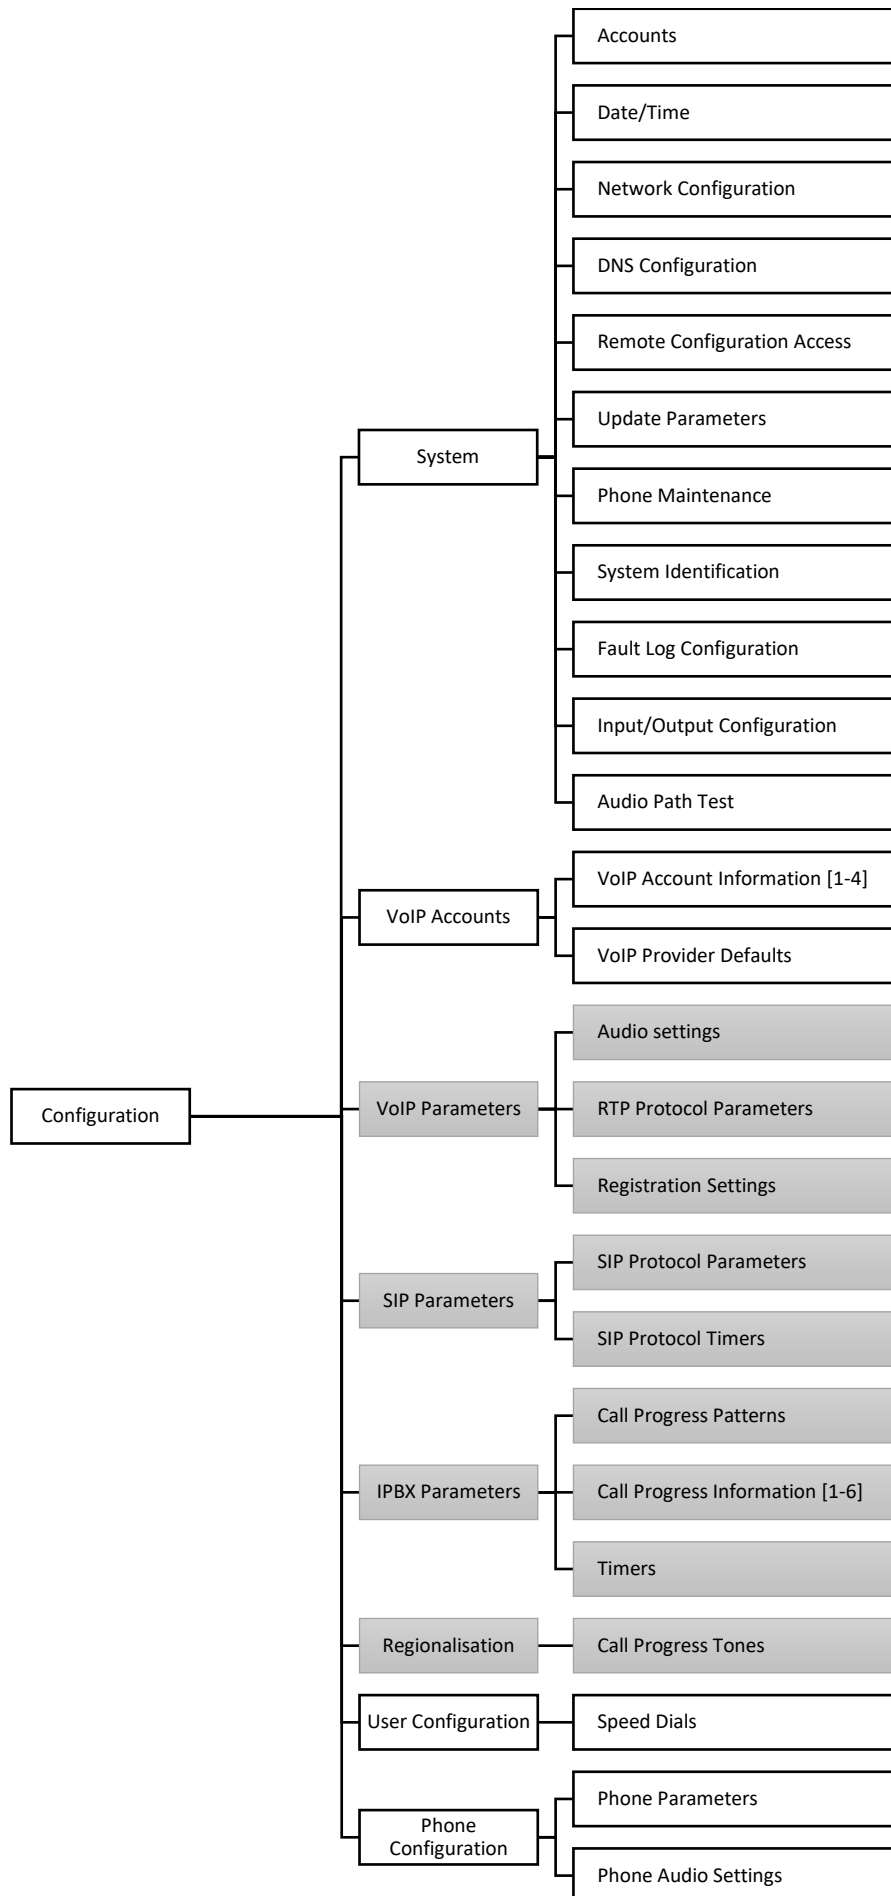 Accounts
Date/Time
Network Configuration
DNS Configuration
Remote Configuration Access
Update Parameters
System
Phone Maintenance
System Identification
Fault Log Configuration
Input/Output Configuration
Audio Path Test
VoIP Account Information [1-4]
VoIP Accounts
VoIP Provider Defaults
Audio settings
Configuration
VoIP Parameters
RTP Protocol Parameters
Registration Settings
SIP Protocol Parameters
SIP Parameters
SIP Protocol Timers
Call Progress Patterns
IPBX Parameters
Call Progress Information [1-6]
Timers
Regionalisation
Call Progress Tones
User Configuration
Speed Dials
Phone Parameters
Phone
Configuration
Phone Audio Settings